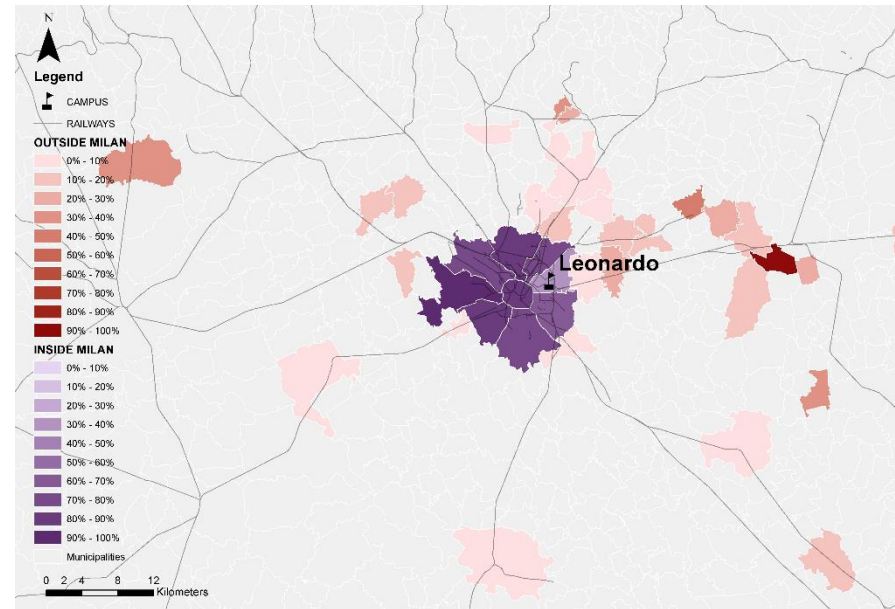 N
Legend
CAMPUS
RAILWAYS
OUTSIDE MILAN
0% - 10%
10% - 20%
20% - 30%
30% - 40%
40% - 50%
50% - 60%
60% - 70%
70% - 80%
80% - 90%
90% - 100%
INSIDE MILAN
0% - 10%
10% - 20%
20% - 30%
30% - 40%
40% - 50%
50% - 60%
60% - 70%
70% - 80%
80% - 90%
90% - 100%
Municipalities
0 2 4 8 12
Kilometers
Leonardo